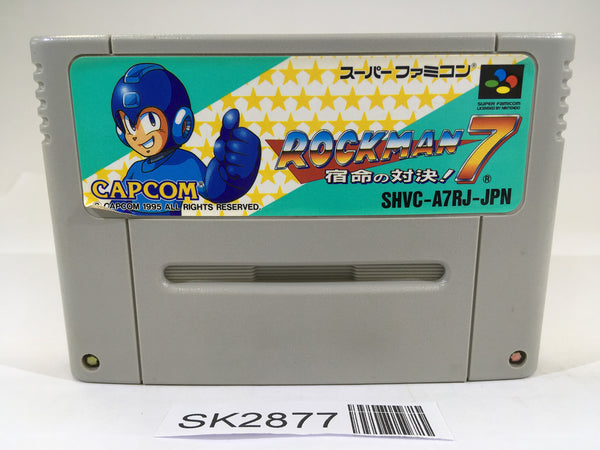 スーパーファミコン
SUPER FAMICOM
LICENSED BY NINTENDO
ROCKMAN 7 ®
宿命の対決!
CAPCOM®
© CAPCOM 1995 ALL RIGHTS RESERVED.
SHVC-A7RJ-JPN
SK2877